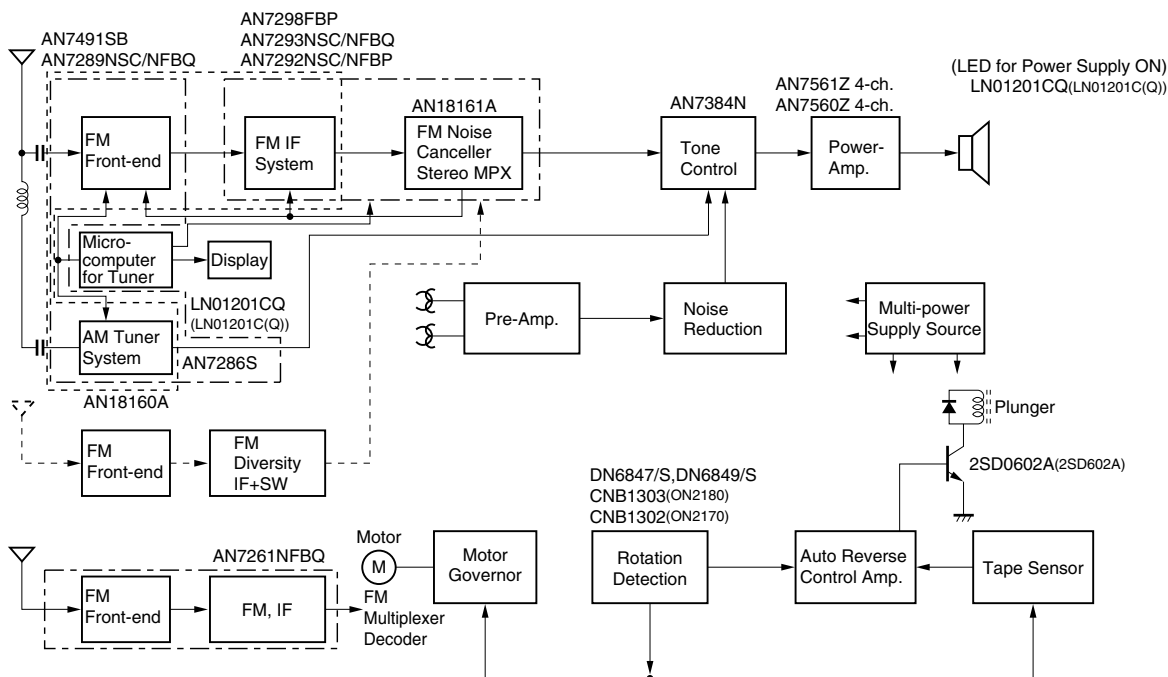 AN7298FBP
AN7293NSC/NFBQ
AN7292NSC/NFBP
AN7491SB
AN7289NSC/NFBQ
(LED for Power Supply ON)
LN01201CQ(LN01201C(Q))
AN7561Z 4-ch.
AN7560Z 4-ch.
AN7384N
AN18161A
FM
Front-end
FM IF
System
FM Noise
Canceller
Stereo MPX
Tone
Control
Power-
Amp.
Micro-
computer
for Tuner
Display
LN01201CQ
(LN01201C(Q))
AM Tuner
System
AN7286S
AN18160A
Pre-Amp.
Noise
Reduction
Multi-power
Supply Source
Plunger
2SD0602A(2SD602A)
FM
Front-end
FM
Diversity
IF+SW
DN6847/S,DN6849/S
CNB1303(ON2180)
CNB1302(ON2170)
AN7261NFBQ
FM
Front-end
FM, IF
Motor
M
FM
Multiplexer
Decoder
Motor
Governor
Rotation
Detection
Auto Reverse
Control Amp.
Tape Sensor